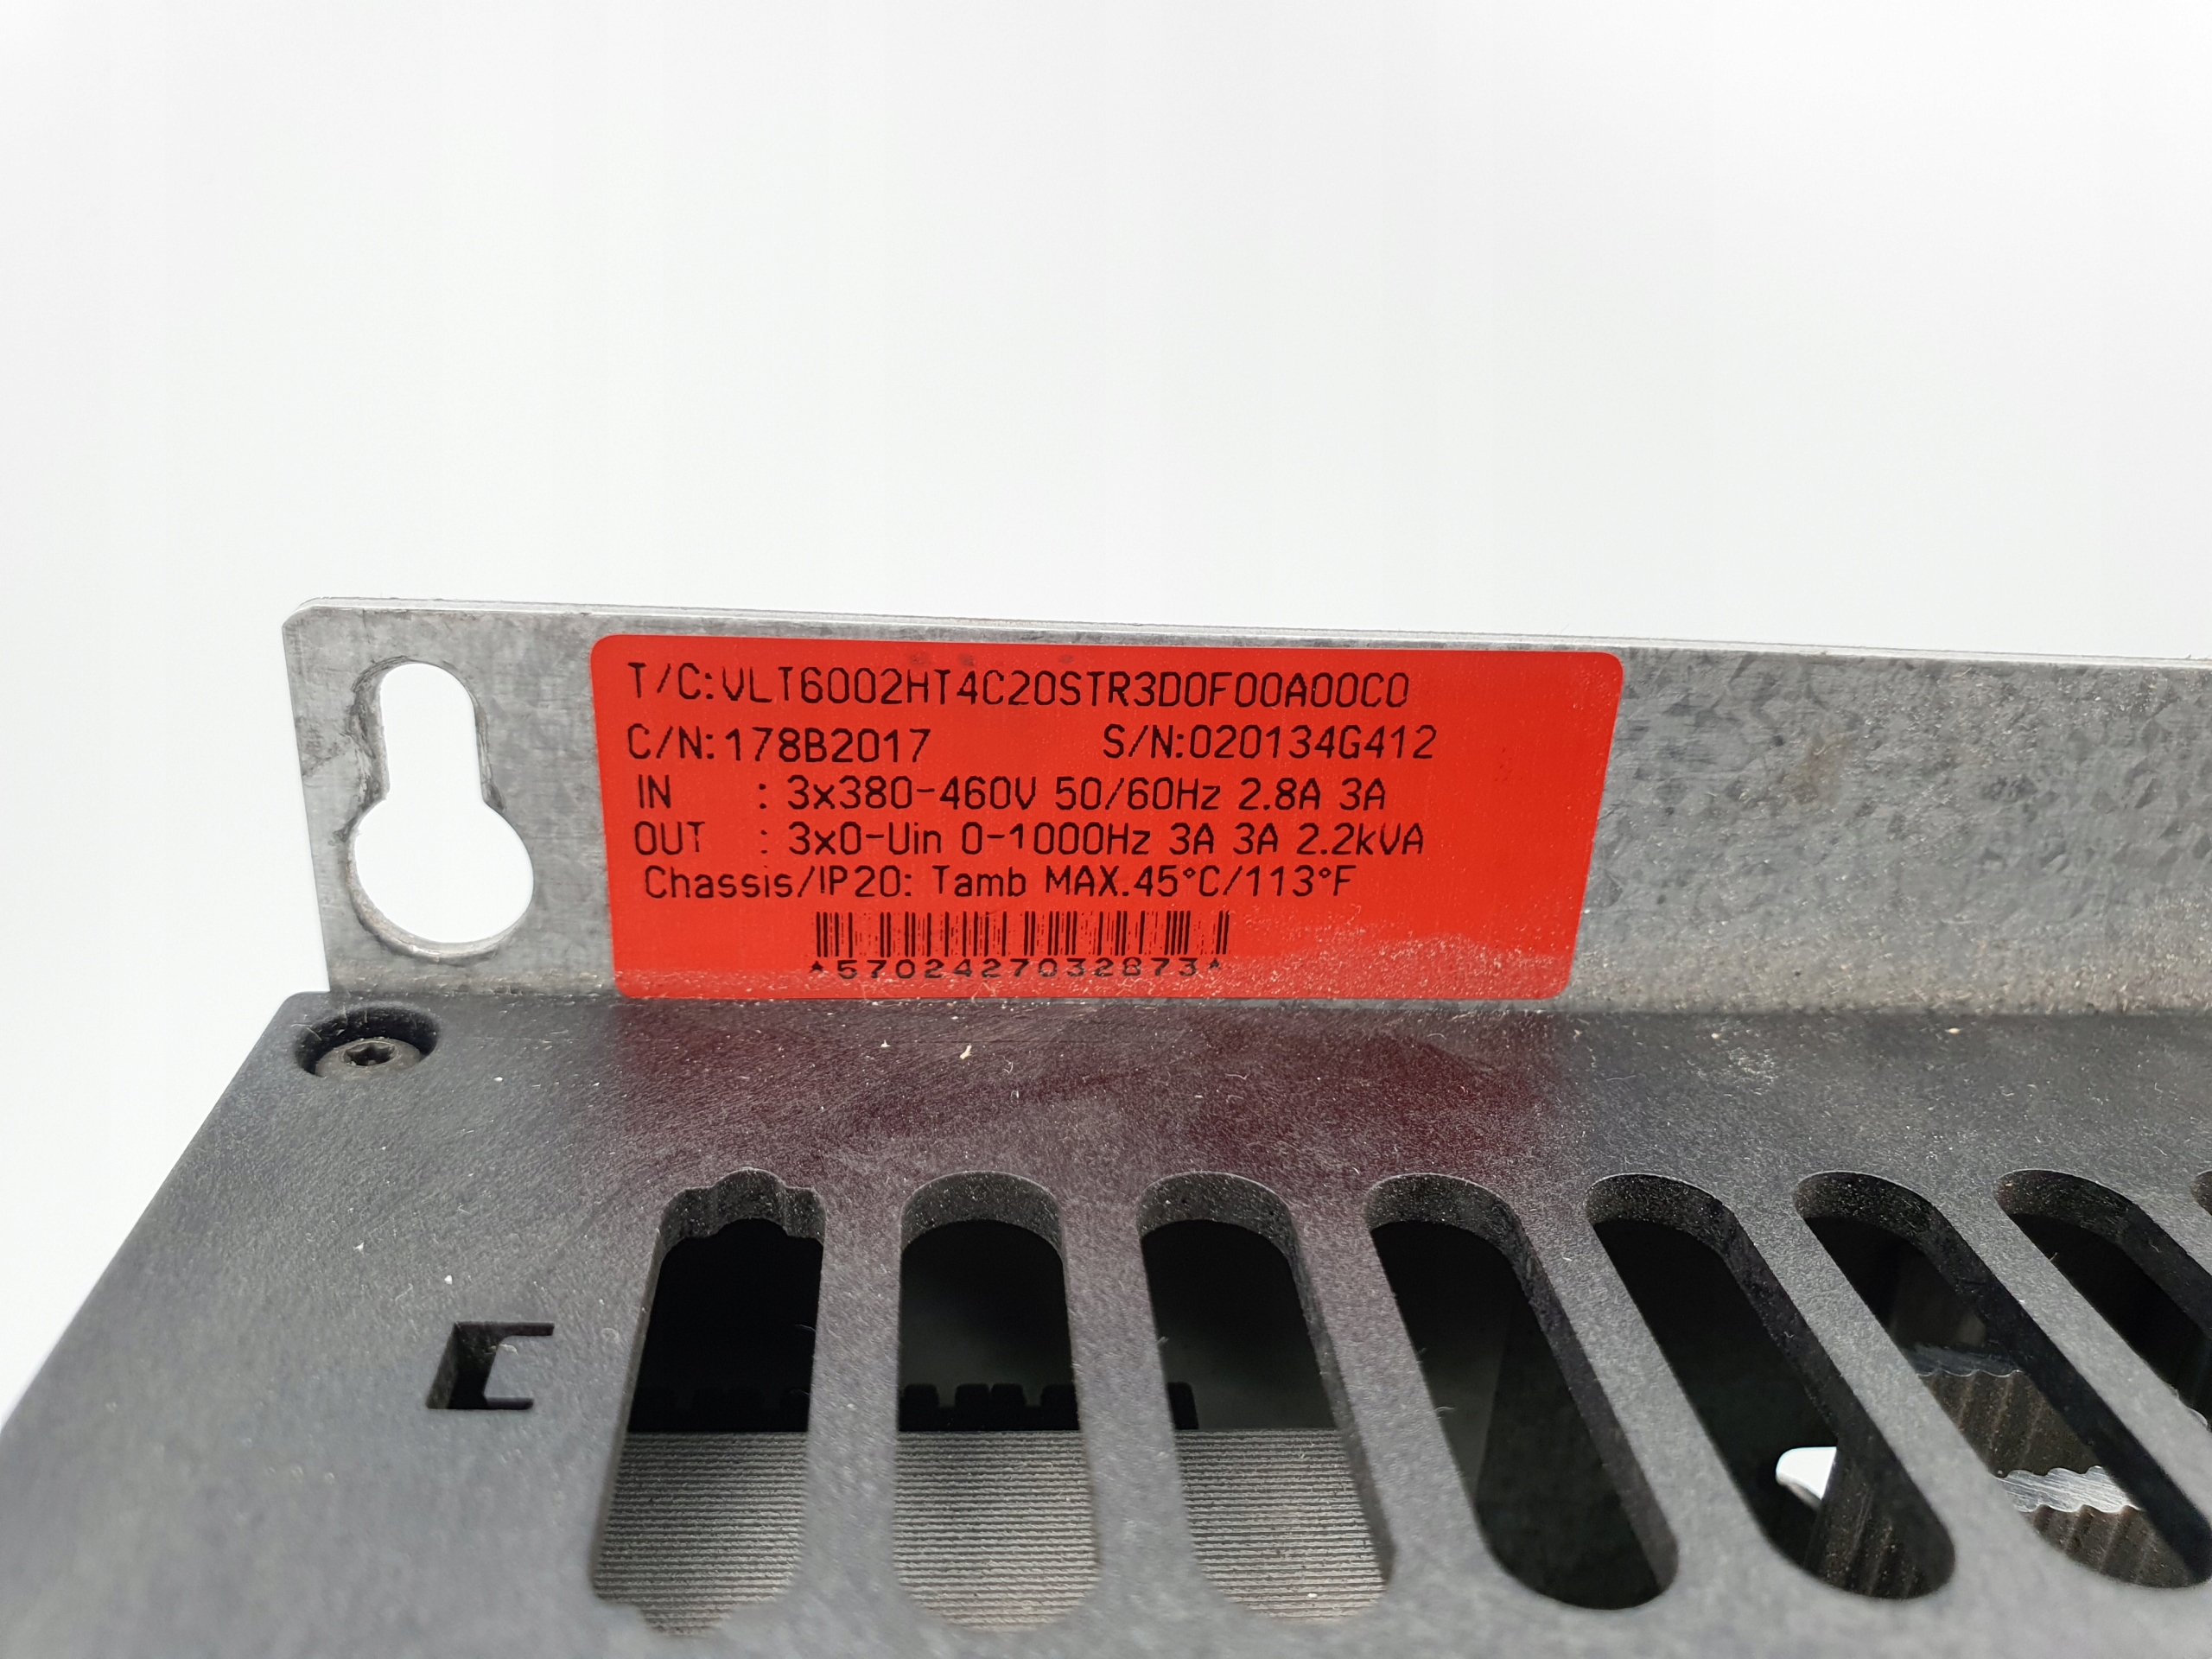 T/C:VLT6002HT4C20STR3D0F00A00C0
C/N:178B2017 S/N:020134G412
IN : 3x380-460V 50/60Hz 2.8A 3A
OUT : 3x0-Uin 0-1000Hz 3A 3A 2.2kVA
Chassis/IP20: Tamb MAX.45°C/113°F
*5702427032873*